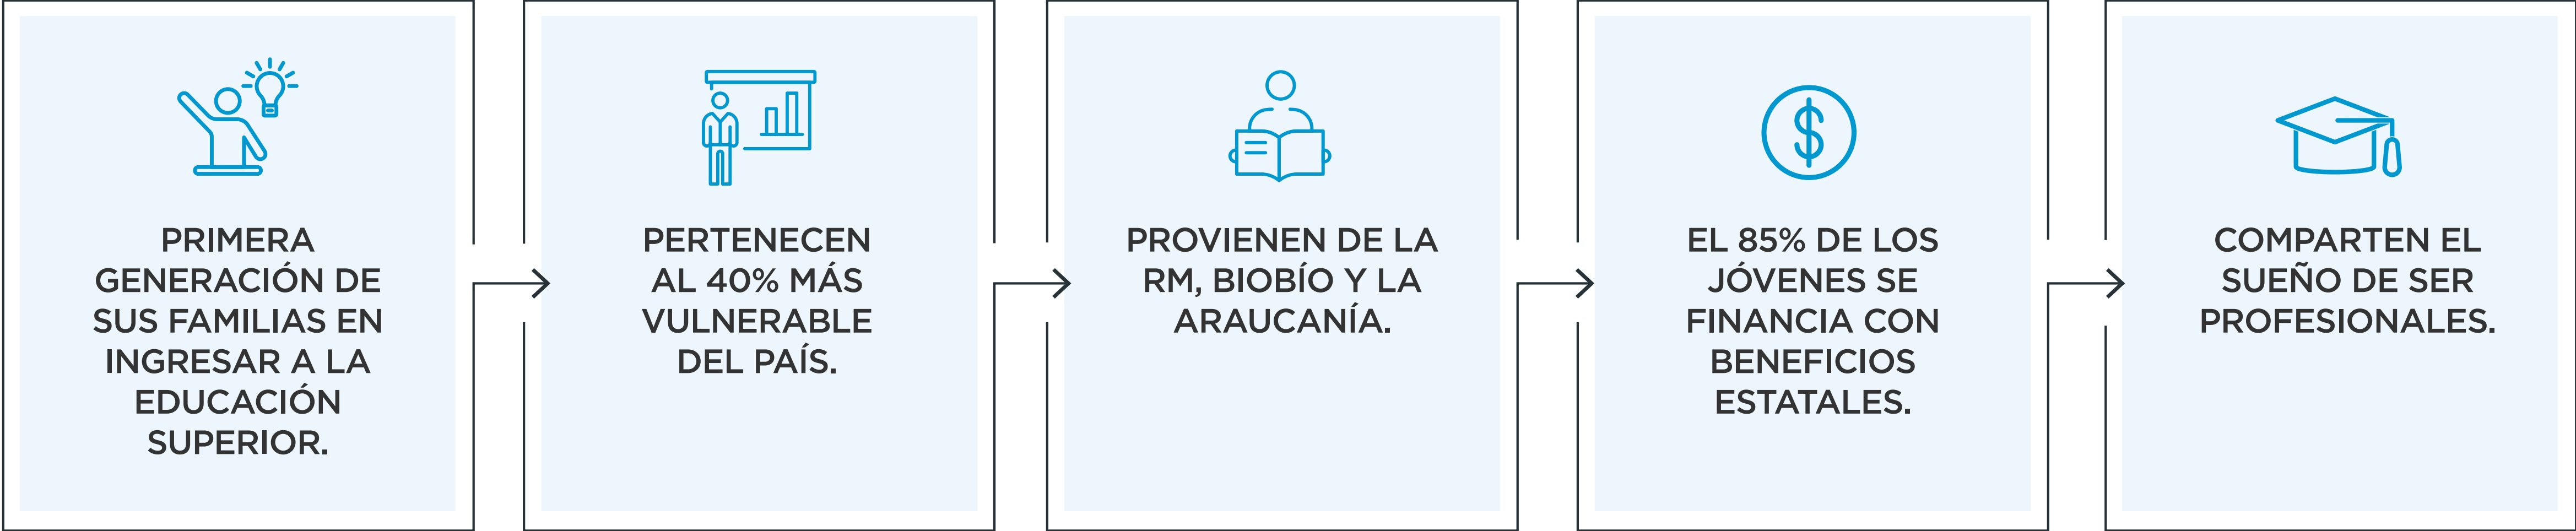 PRIMERA
GENERACIÓN DE
SUS FAMILIAS EN
INGRESAR A LA
EDUCACIÓN
SUPERIOR.
PERTENECEN
AL 40% MÁS
VULNERABLE
DEL PAÍS.
PROVIENEN DE LA
RM, BIOBÍO Y LA
ARAUCANÍA.
EL 85% DE LOS
JÓVENES SE
FINANCIA CON
BENEFICIOS
ESTATALES.
COMPARTEN EL
SUEÑO DE SER
PROFESIONALES.